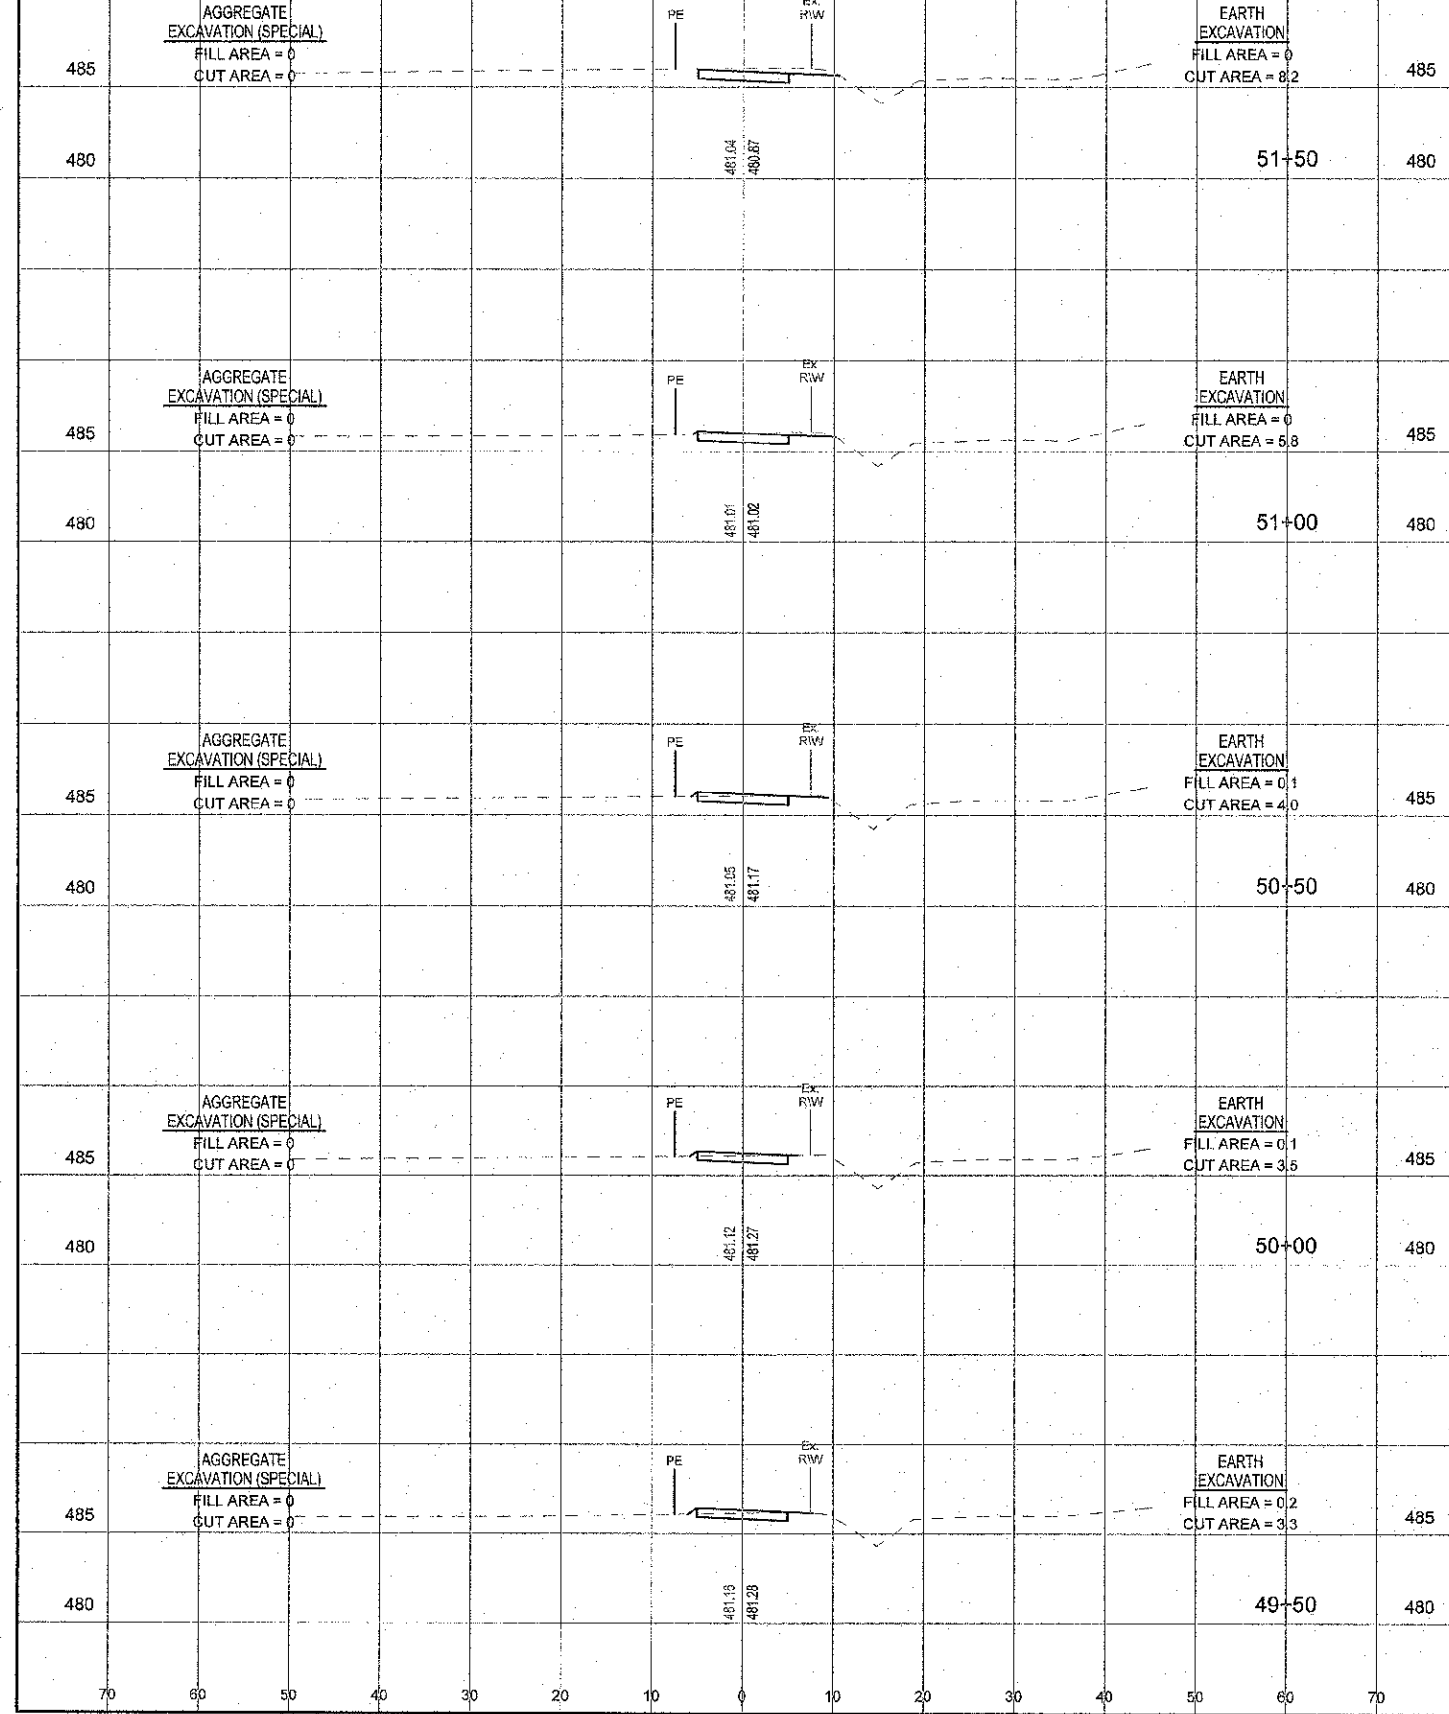 AGGREGATE
EXCAVATION (SPECIAL)
FILL AREA = 0
CUT AREA = 0
PE
Ex.
R\W
EARTH
EXCAVATION
FILL AREA = 0
CUT AREA = 8.2
485
485
480
481.04
480.87
51+50
480
AGGREGATE
EXCAVATION (SPECIAL)
FILL AREA = 0
CUT AREA = 0
PE
Ex.
R\W
EARTH
EXCAVATION
FILL AREA = 0
CUT AREA = 5.8
485
485
480
481.01
481.02
51+00
480
AGGREGATE
EXCAVATION (SPECIAL)
FILL AREA = 0
CUT AREA = 0
PE
Ex.
R\W
EARTH
EXCAVATION
FILL AREA = 0.1
CUT AREA = 4.0
485
485
480
481.05
481.17
50+50
480
AGGREGATE
EXCAVATION (SPECIAL)
FILL AREA = 0
CUT AREA = 0
PE
Ex.
R\W
EARTH
EXCAVATION
FILL AREA = 0.1
CUT AREA = 3.5
485
485
480
481.12
481.27
50+00
480
AGGREGATE
EXCAVATION (SPECIAL)
FILL AREA = 0
CUT AREA = 0
PE
Ex.
R\W
EARTH
EXCAVATION
FILL AREA = 0.2
CUT AREA = 3.3
485
485
480
481.28
49+50
480
70 60 50 40 30 20 10 0 10 20 30 40 50 60 70